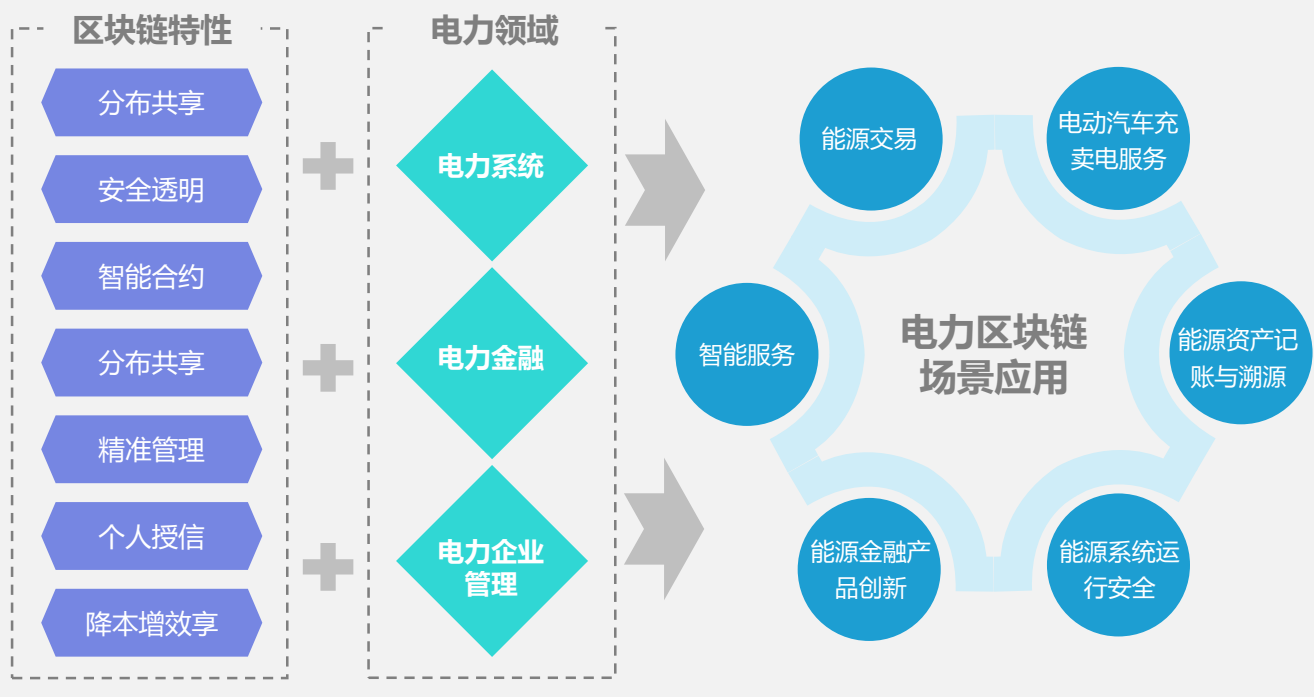 区块链特性
分布共享
安全透明
智能合约
分布共享
精准管理
个人授信
降本增效享
电力领域
电力系统
电力金融
电力企业
管理
能源交易
电动汽车充
卖电服务
智能服务
电力区块链
场景应用
能源资产记
账与溯源
能源金融产
品创新
能源系统运
行安全